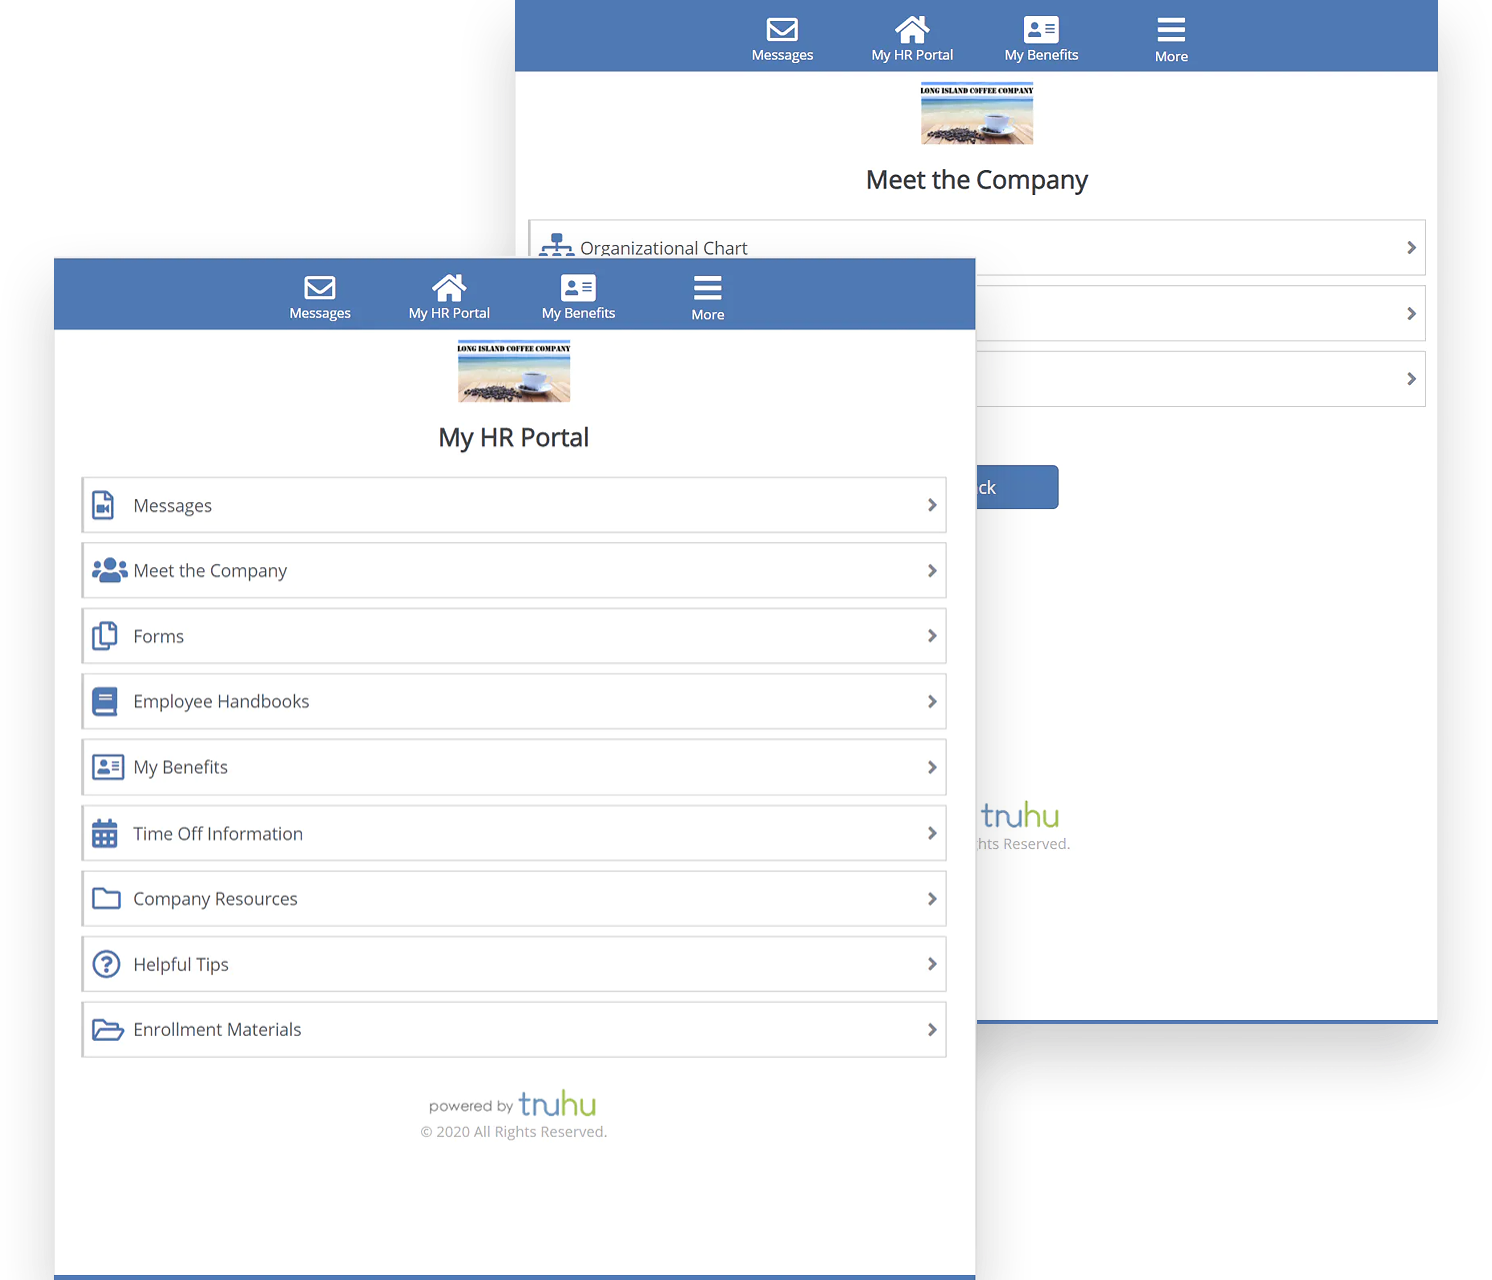 Messages
My HR Portal
My Benefits
More
LONG ISLAND COFFEE COMPANY
Meet the Company
Organizational Chart
ck
truhu
hts Reserved.
Messages
My HR Portal
My Benefits
More
LONG ISLAND COFFEE COMPANY
My HR Portal
Messages
Meet the Company
Forms
Employee Handbooks
My Benefits
Time Off Information
Company Resources
Helpful Tips
Enrollment Materials
powered by truhu
© 2020 All Rights Reserved.